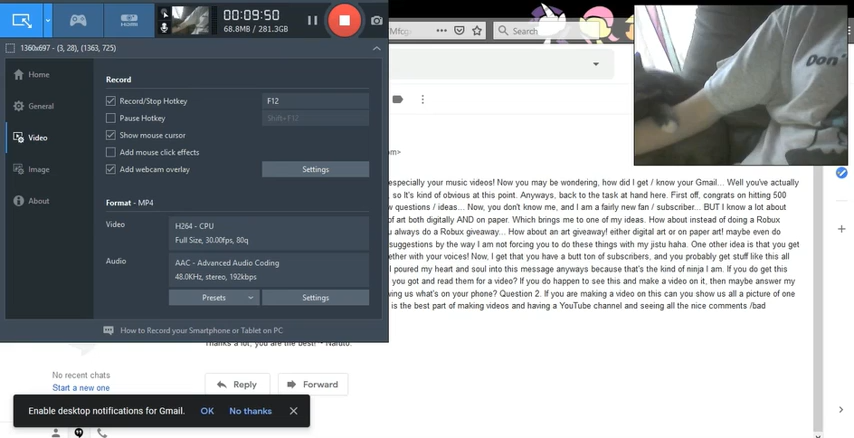 00:09:50
68.8MB / 281.3GB
1360x697 - (3, 28), (1363, 725)
Search
Don'
Home
Record
Record/Stop Hotkey
F12
General
Pause Hotkey
Shift+F12
Video
Show mouse cursor
Add mouse click effects
Image
Add webcam overlay
Settings
About
Format - MP4
Video
H264 - CPU
Full Size, 30.00fps, 80q
Audio
AAC - Advanced Audio Coding
48.0KHz, stereo, 192kbps
Presets
Settings
How to Record your Smartphone or Tablet on PC
especially your music videos! Now you may be wondering, how did I get / know your Gmail... Well you've actually
, so It's kind of obvious at this point. Anyways, back to the task at hand here. First off, congrats on hitting 500
questions / ideas... Now, you don't know me, and I am a fairly new fan / subscriber... BUT I know a lot about
of art both digitally AND on paper. Which brings me to one of my ideas. How about instead of doing a Robux
always do a Robux giveaway... How about an art giveaway! either digital art or on paper art! maybe even do
suggestions by the way I am not forcing you to do these things with my jistu haha. One other idea is that you get
ether with your voices! Now, I get that you have a butt ton of subscribers, and you probably get stuff like this all
I poured my heart and soul into this message anyways because that's the kind of ninja I am. If you do get this
you got and read them for a video? If you do happen to see this and make a video on it, then maybe answer my
wing us what's on your phone? Question 2. If you are making a video on this can you show us all a picture of one
is the best part of making videos and having a YouTube channel and seeing all the nice comments /bad
Thanks a lot, you are the best! ~ Naruto.
No recent chats
Start a new one
Reply
Forward
Enable desktop notifications for Gmail.
OK
No thanks